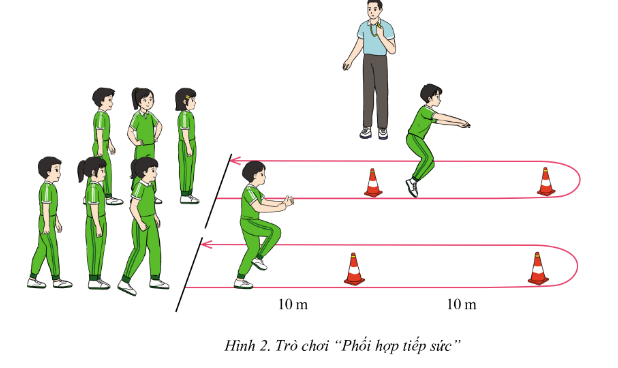 10 m 10 m
Hình 2. Trò chơi “Phối hợp tiếp sức”